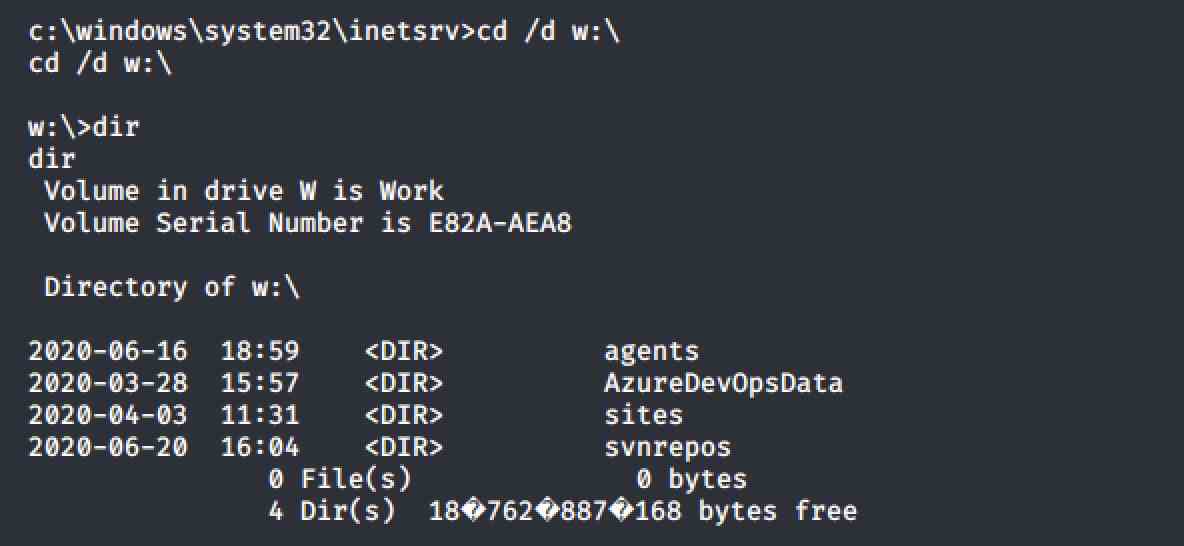 c:\windows\system32\inetsrv>cd /d w:\
cd /d w:\
w:\>dir
dir
Volume in drive W is Work
Volume Serial Number is E82A-AEA8
Directory of w:\
2020-06-16 18:59 <DIR> agents
2020-03-28 15:57 <DIR> AzureDevOpsData
2020-04-03 11:31 <DIR> sites
2020-06-20 16:04 <DIR> svnrepos
0 File(s) 0 bytes
4 Dir(s) 18�762�887�168 bytes free